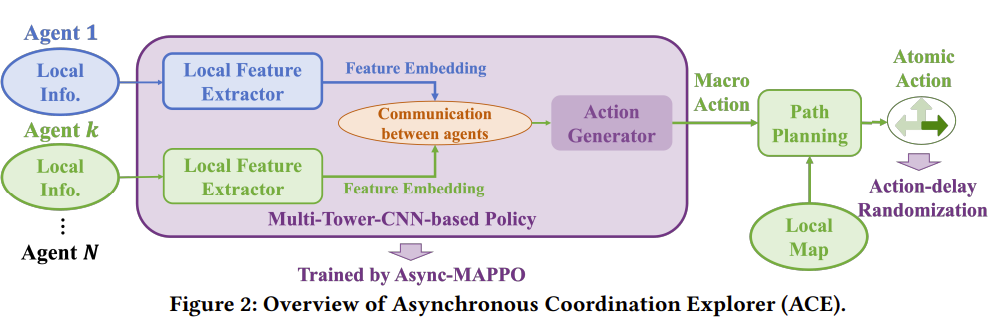 Agent 1
Local
Info.
Local Feature
Extractor
Feature Embedding
Communication
between agents
Action
Generator
Macro
Action
Path
Planning
Atomic
Action
Action-delay
Randomization
Agent k
Local
Info.
Local Feature
Extractor
Feature Embedding
Multi-Tower-CNN-based Policy
Local
Map
⋮
Agent N
Trained by Async-MAPPO
Figure 2: Overview of Asynchronous Coordination Explorer (ACE).